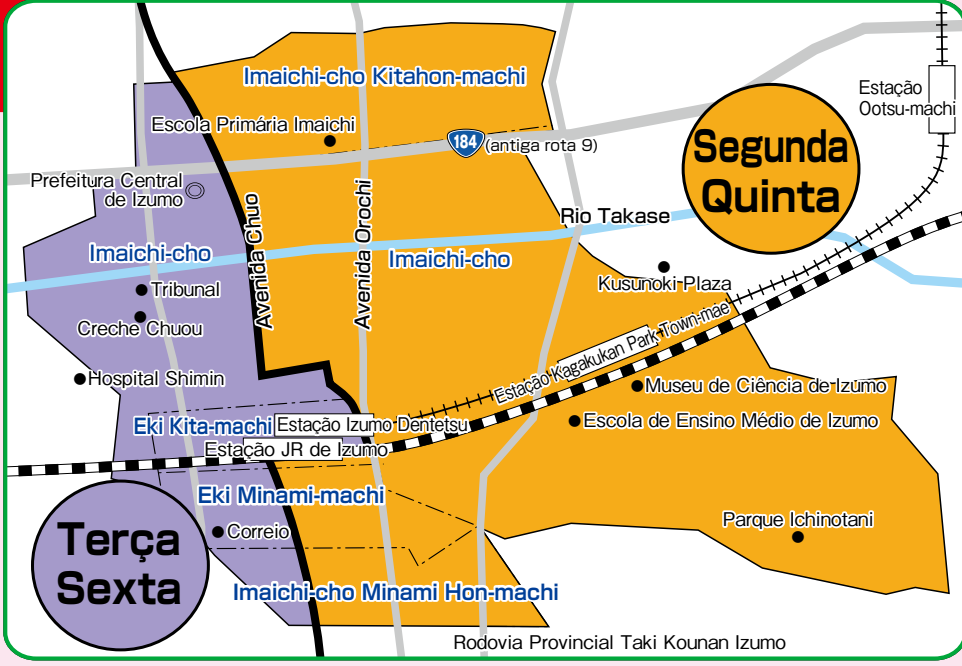 Imaichi-cho Kitahon-machi
Estação
Ootsu-machi
Escola Primária Imaichi
184
(antiga rota 9)
Segunda
Quinta
Prefeitura Central
de Izumo
Rio Takase
Avenida Chuo
Avenida Orochi
Imaichi-cho
Imaichi-cho
Kusunoki Plaza
Tribunal
Creche Chuou
Estação Kagakukan Park Town-mae
Hospital Shimin
Museu de Ciência de Izumo
Eki Kita-machi
Estação Izumo Dentetsu
Escola de Ensino Médio de Izumo
Estação JR de Izumo
Eki Minami-machi
Terça
Sexta
Correio
Parque Ichinotani
Imaichi-cho Minami Hon-machi
Rodovia Provincial Taki Kounan Izumo